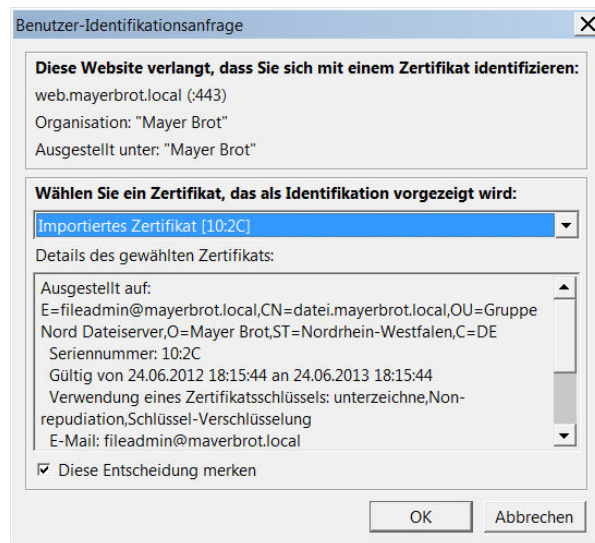 Benutzer-Identifikationsanfrage
Diese Website verlangt, dass Sie sich mit einem Zertifikat identifizieren:
web.mayerbrot.local (:443)
Organisation: "Mayer Brot"
Ausgestellt unter: "Mayer Brot"
Wählen Sie ein Zertifikat, das als Identifikation vorgezeigt wird:
Importiertes Zertifikat [10:2C]
Details des gewählten Zertifikats:
Ausgestellt auf:
E=fileadmin@mayerbrot.local,CN=datei.mayerbrot.local,OU=Gruppe
Nord Dateiserver,O=Mayer Brot,ST=Nordrhein-Westfalen,C=DE
Seriennummer: 10:2C
Gültig von 24.06.2012 18:15:44 an 24.06.2013 18:15:44
Verwendung eines Zertifikatsschlüssels: unterzeichne,Non-
repudiation,Schlüssel-Verschlüsselung
E-Mail: fileadmin@mayerbrot.local
Diese Entscheidung merken
OK
Abbrechen